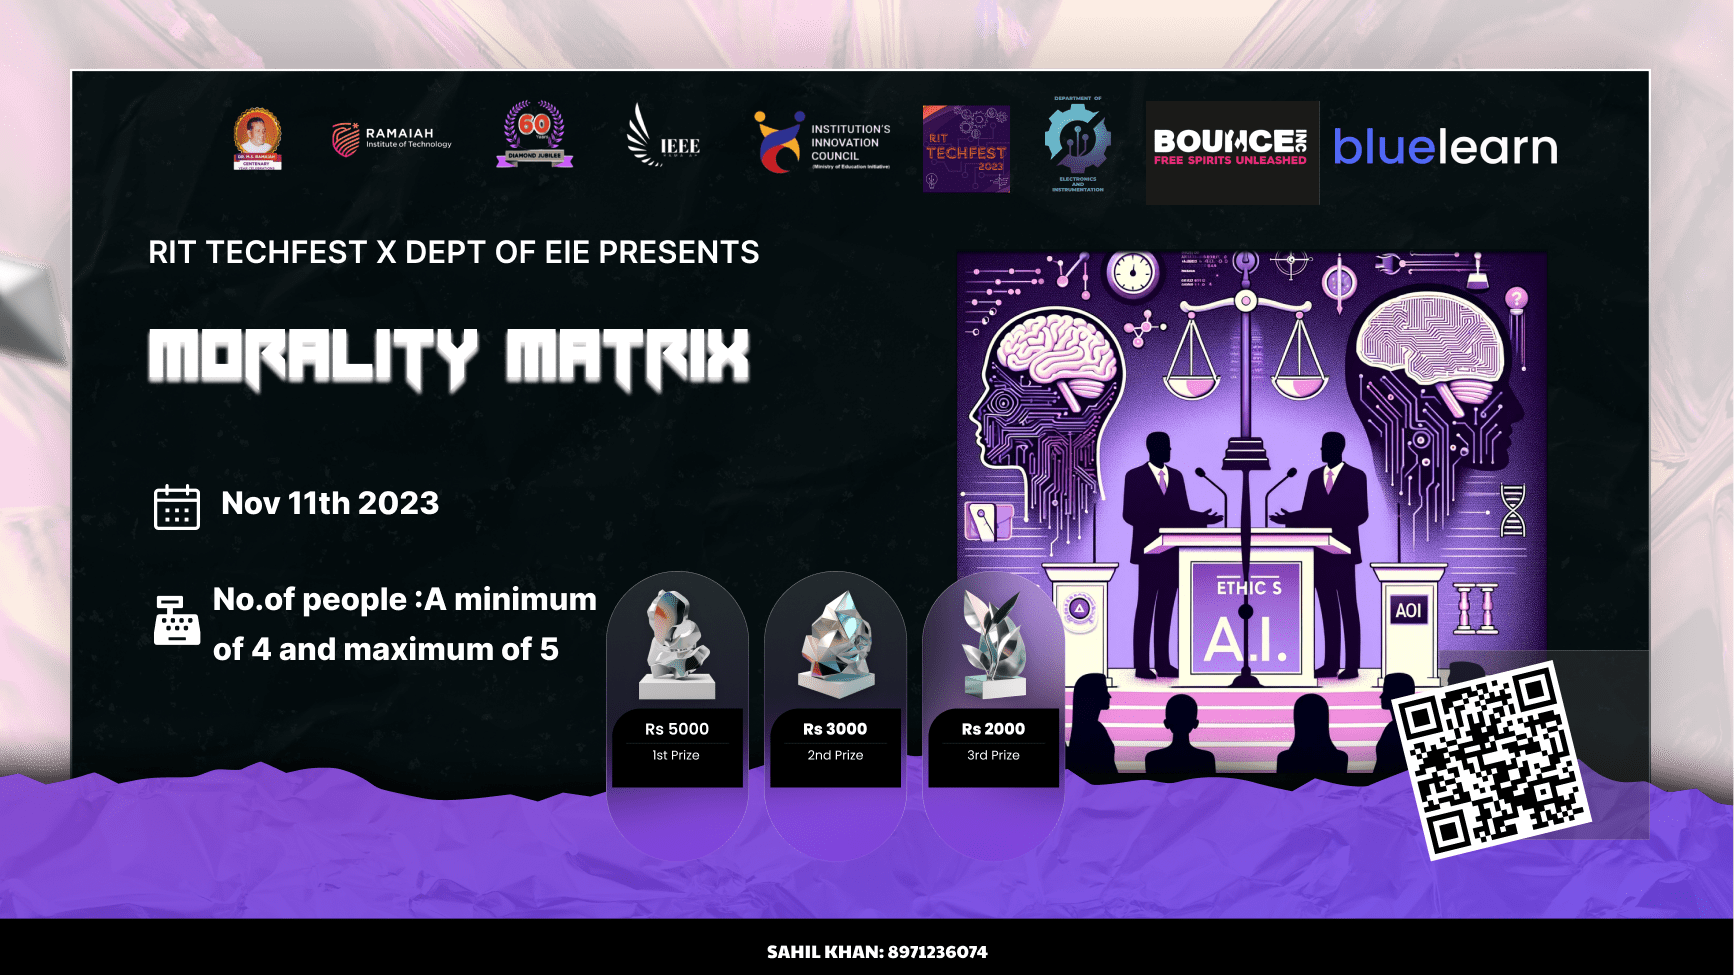 DR. M.S. RAMAIAH
CENTENARY
RAMAIAH
Institute of Technology
60
DIAMOND JUBILEE
IEEE
INSTITUTION'S
INNOVATION
COUNCIL
(Ministry of Education Initiative)
RIT
TECHFEST
2023
DEPARTMENT OF
ELECTRONICS
AND
INSTRUMENTATION
BOUNCE INC
FREE SPIRITS UNLEASHED
bluelearn
RIT TECHFEST X DEPT OF EIE PRESENTS
MORALITY MATRIX
Nov 11th 2023
No.of people :A minimum
of 4 and maximum of 5
?
ETHIC S
A.I.
AOI
Rs 5000
1st Prize
Rs 3000
2nd Prize
Rs 2000
3rd Prize
SAHIL KHAN: 8971236074